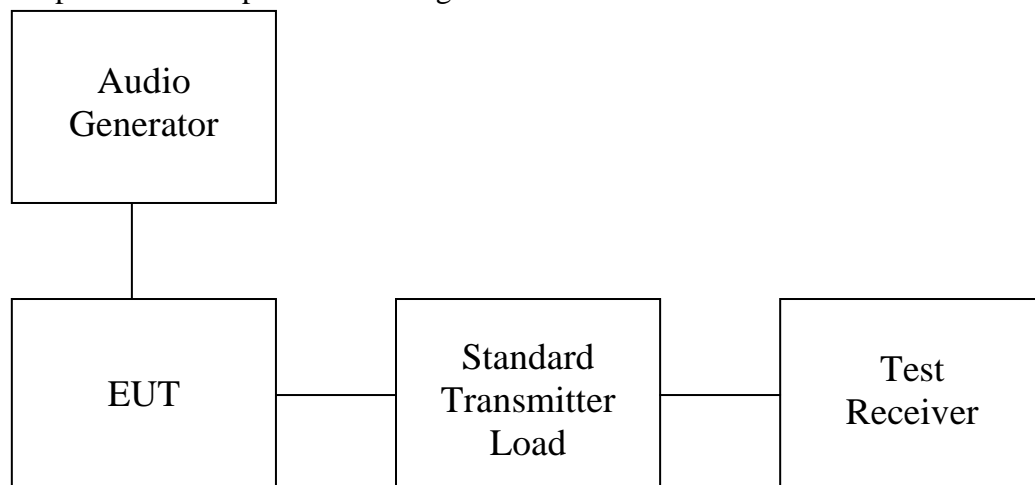 Audio
Generator
EUT
Standard
Transmitter
Load
Test
Receiver